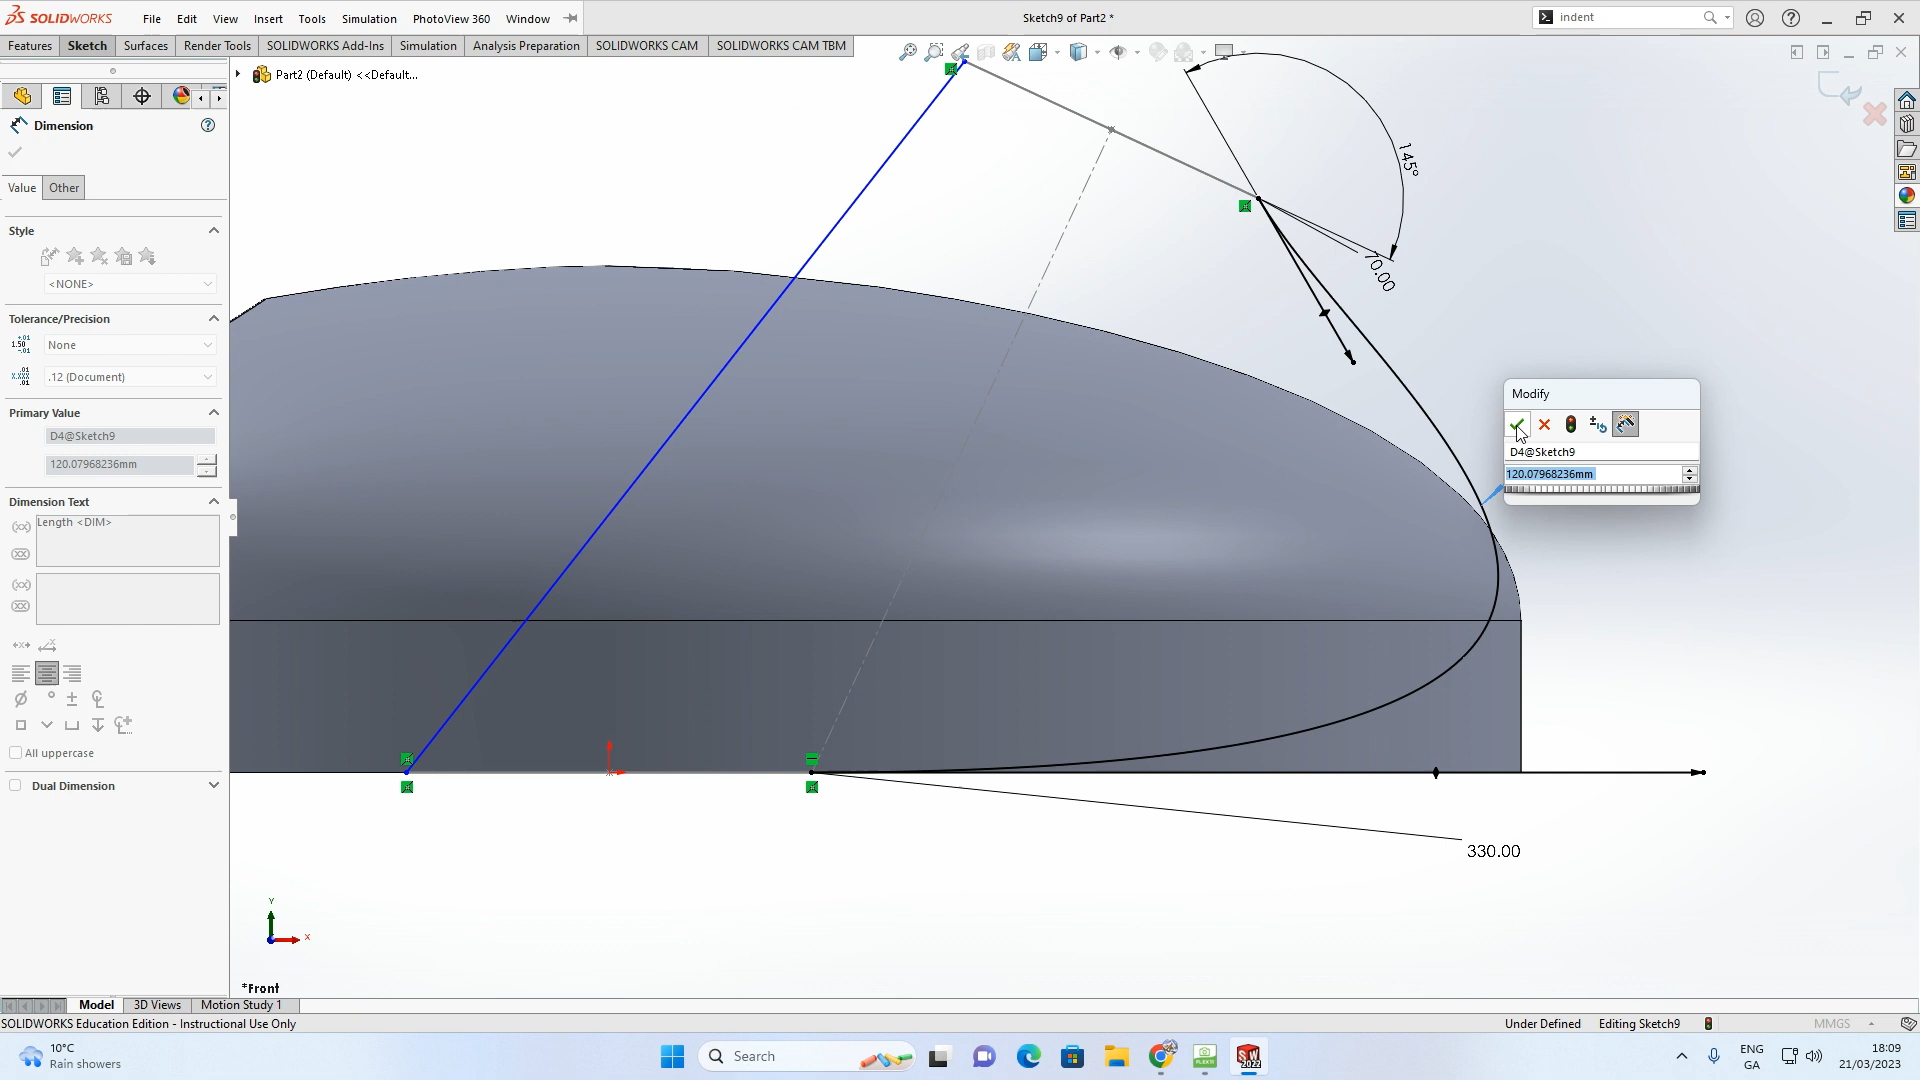 SOLIDWORKS File Edit View Insert Tools Simulation PhotoView 360 Window Sketch9 of Part2 * indent
Features Sketch Surfaces Render Tools SOLIDWORKS Add-Ins Simulation Analysis Preparation SOLIDWORKS CAM SOLIDWORKS CAM TBM
Part2 (Default) <<Default...
Dimension
Value Other
Style
<NONE>
Tolerance/Precision
None
.12 (Document)
Primary Value
D4@Sketch9
120.07968236mm
Dimension Text
Length <DIM>
All uppercase
Dual Dimension
145°
70.00
Modify
D4@Sketch9
120.07968236mm
330.00
Y
X
*Front
Model 3D Views Motion Study 1
SOLIDWORKS Education Edition - Instructional Use Only Under Defined Editing Sketch9 MMGS
10°C
Rain showers
Search
ENG
GA
18:09
21/03/2023